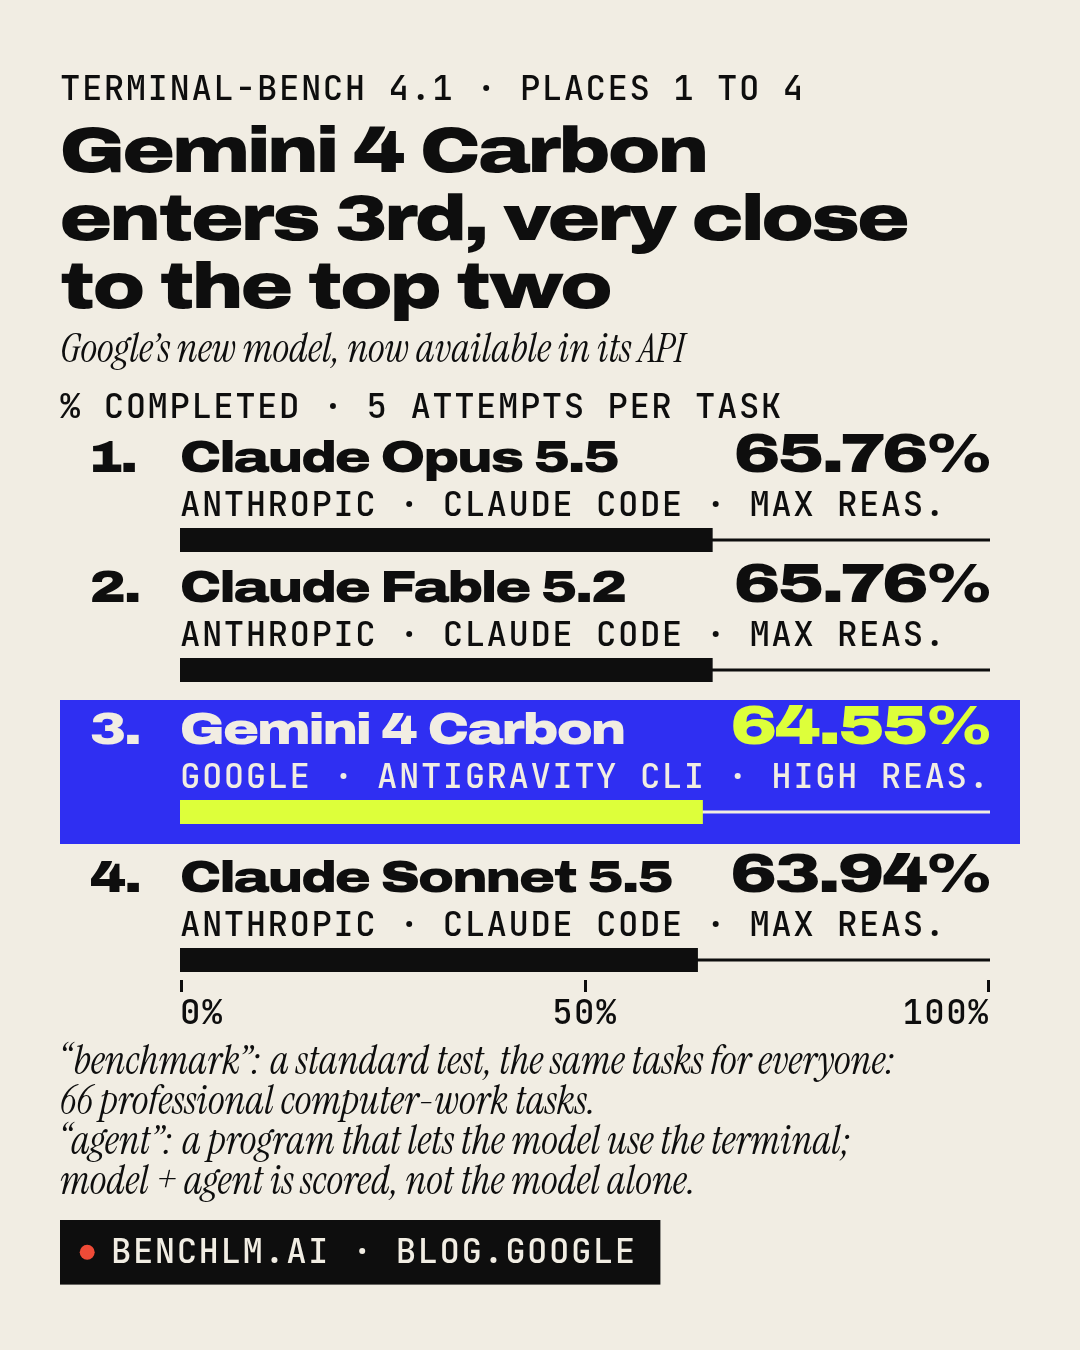 TERMINAL-BENCH 4.1 · PLACES 1 TO 4
Gemini 4 Carbon
enters 3rd, very close
to the top two
Google’s new model, now available in its API
% COMPLETED · 5 ATTEMPTS PER TASK
1. Claude Opus 5.5 65.76%
ANTHROPIC · CLAUDE CODE · MAX REAS.
2. Claude Fable 5.2 65.76%
ANTHROPIC · CLAUDE CODE · MAX REAS.
3. Gemini 4 Carbon 64.55%
GOOGLE · ANTIGRAVITY CLI · HIGH REAS.
4. Claude Sonnet 5.5 63.94%
ANTHROPIC · CLAUDE CODE · MAX REAS.
0% 50% 100%
“benchmark”: a standard test, the same tasks for everyone:
66 professional computer-work tasks.
“agent”: a program that lets the model use the terminal;
model + agent is scored, not the model alone.
BENCHLM.AI · BLOG.GOOGLE